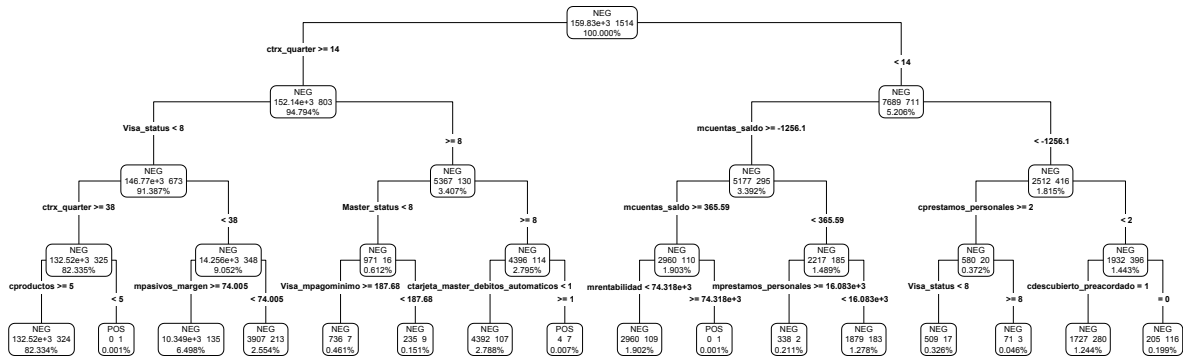 NEG
159.83e+3 1514
100.000%
ctrx_quarter >= 14
< 14
NEG
152.14e+3 803
94.794%
NEG
7689 711
5.206%
Visa_status < 8
>= 8
mcuentas_saldo >= -1256.1
< -1256.1
NEG
146.77e+3 673
91.387%
NEG
5367 130
3.407%
NEG
5177 295
3.392%
NEG
2512 416
1.815%
ctrx_quarter >= 38
< 38
Master_status < 8
>= 8
mcuentas_saldo >= 365.59
< 365.59
cprestamos_personales >= 2
< 2
NEG
132.52e+3 325
82.335%
NEG
14.256e+3 348
9.052%
NEG
971 16
0.612%
NEG
4396 114
2.795%
NEG
2960 110
1.903%
NEG
2217 185
1.489%
NEG
580 20
0.372%
NEG
1932 396
1.443%
cproductos >= 5
< 5
mpasivos_margen >= 74.005
< 74.005
Visa_mpagominimo >= 187.68
< 187.68
ctarjeta_master_debitos_automaticos < 1
>= 1
mrentabilidad < 74.318e+3
>= 74.318e+3
mprestamos_personales >= 16.083e+3
< 16.083e+3
Visa_status < 8
>= 8
cdescubierto_preacordado = 1
= 0
NEG
132.52e+3 324
82.334%
POS
0 1
0.001%
NEG
10.349e+3 135
6.498%
NEG
3907 213
2.554%
NEG
736 7
0.461%
NEG
235 9
0.151%
NEG
4392 107
2.788%
POS
4 7
0.007%
NEG
2960 109
1.902%
POS
0 1
0.001%
NEG
338 2
0.211%
NEG
1879 183
1.278%
NEG
509 17
0.326%
NEG
71 3
0.046%
NEG
1727 280
1.244%
NEG
205 116
0.199%